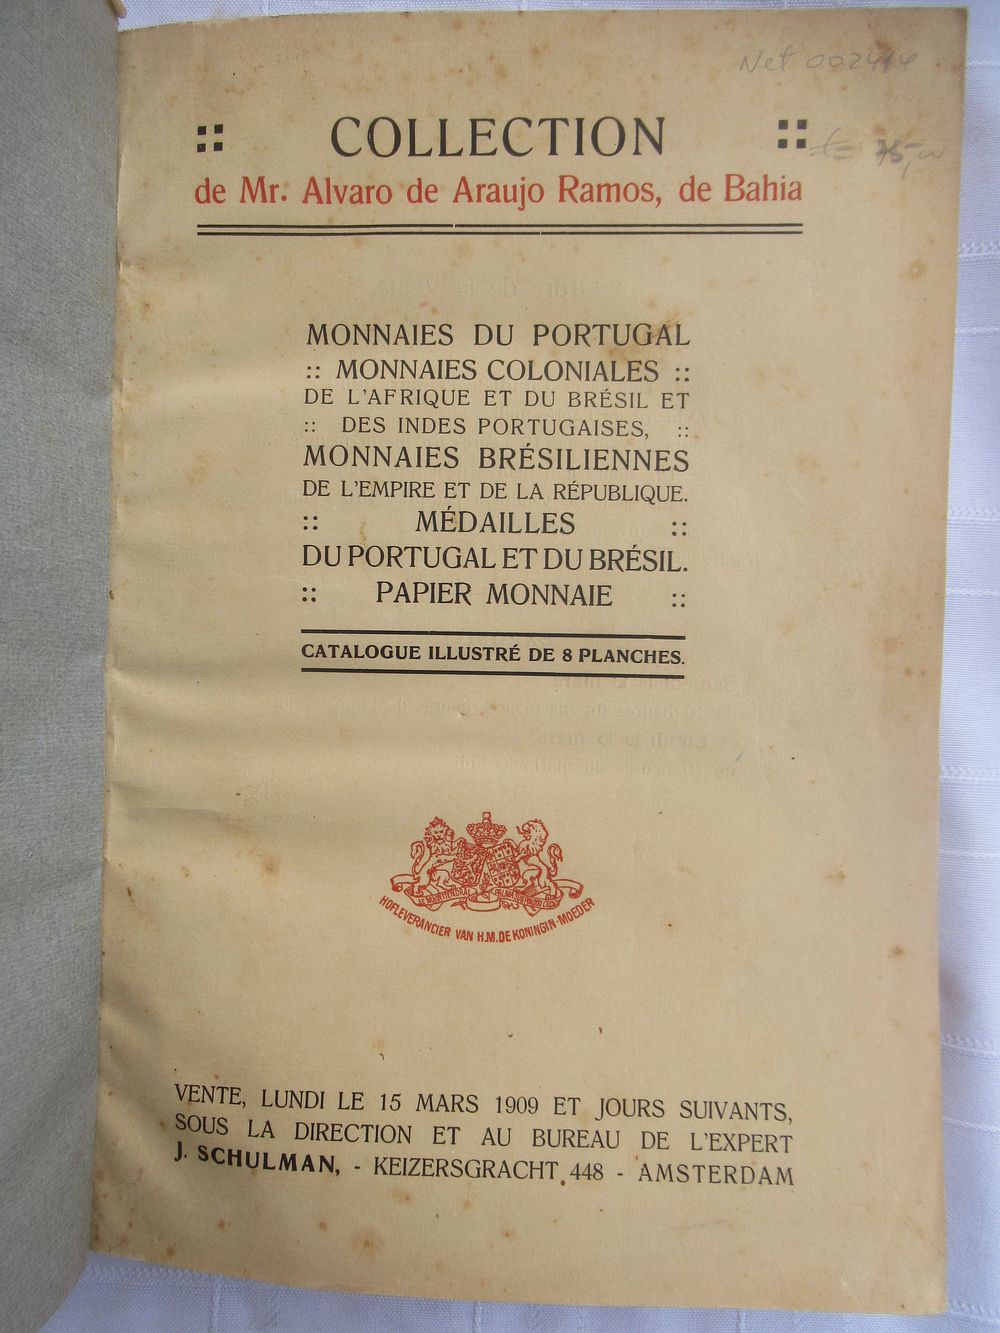 Net 002414
:: COLLECTION ::
75,-
de Mr. Alvaro de Araujo Ramos, de Bahia
MONNAIES DU PORTUGAL
:: MONNAIES COLONIALES ::
DE L'AFRIQUE ET DU BRÉSIL ET
:: DES INDES PORTUGAISES, ::
MONNAIES BRÉSILIENNES
DE L'EMPIRE ET DE LA RÉPUBLIQUE.
:: MÉDAILLES ::
DU PORTUGAL ET DU BRÉSIL.
:: PAPIER MONNAIE ::
CATALOGUE ILLUSTRÉ DE 8 PLANCHES.
JE MAINTIENDRAI
HOFLEVERANCIER VAN H.M. DE KONINGIN-MOEDER
VENTE, LUNDI LE 15 MARS 1909 ET JOURS SUIVANTS,
SOUS LA DIRECTION ET AU BUREAU DE L'EXPERT
J. SCHULMAN, - KEIZERSGRACHT 448 - AMSTERDAM